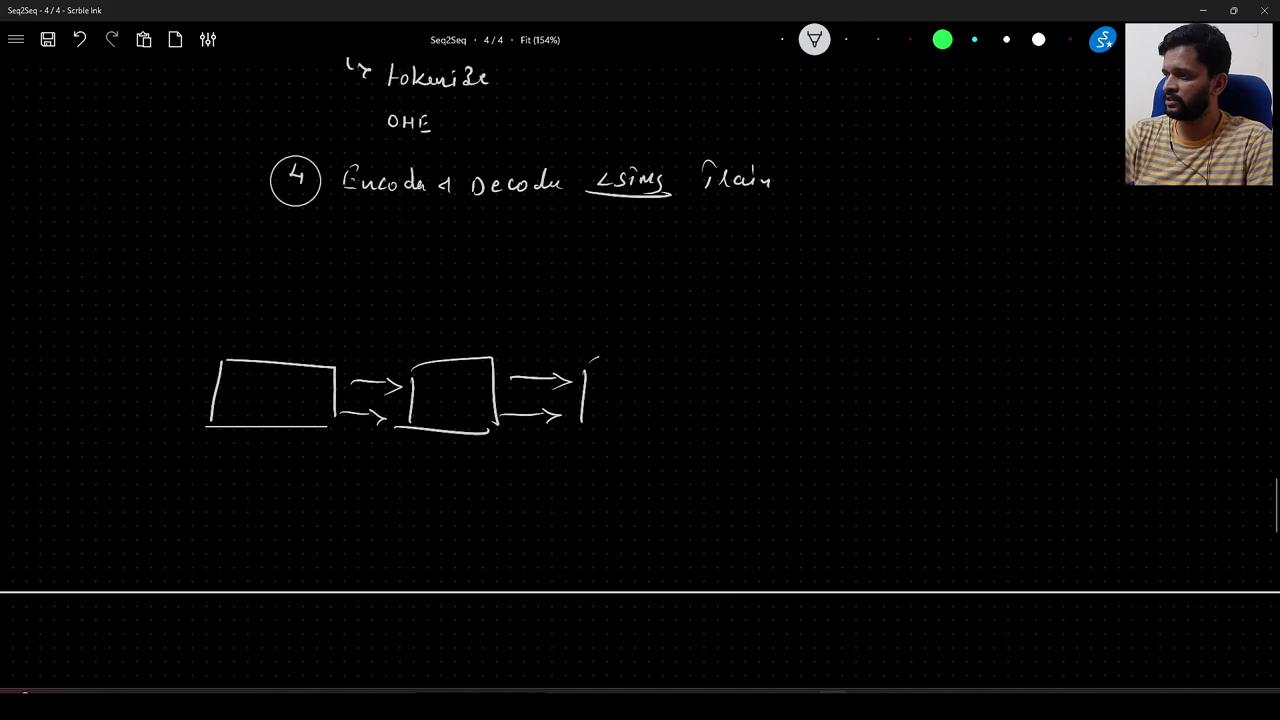 Seq2Seq - 4 / 4 - Scrble Ink
Seq2Seq • 4 / 4 • Fit (154%)
tokenize
OHE
4 Encoder & Decoder LSTMs Train